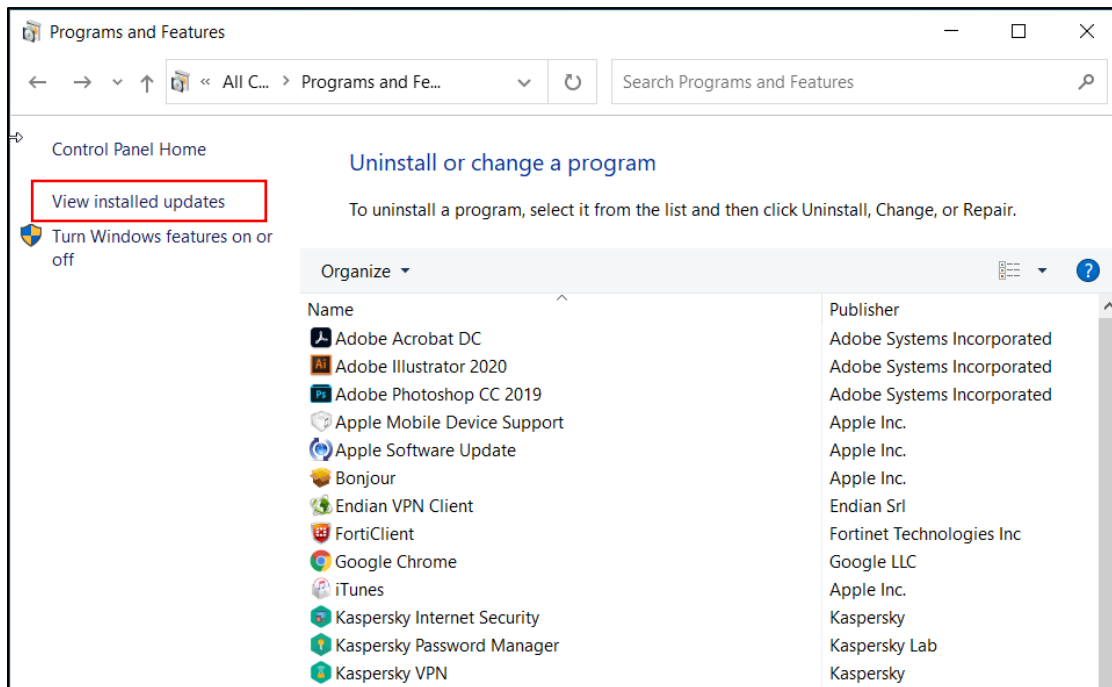 Programs and Features
« All C... > Programs and Fe...
Search Programs and Features
Control Panel Home
View installed updates
Turn Windows features on or
off
Uninstall or change a program
To uninstall a program, select it from the list and then click Uninstall, Change, or Repair.
Organize
Name Publisher
Adobe Acrobat DC Adobe Systems Incorporated
Adobe Illustrator 2020 Adobe Systems Incorporated
Adobe Photoshop CC 2019 Adobe Systems Incorporated
Apple Mobile Device Support Apple Inc.
Apple Software Update Apple Inc.
Bonjour Apple Inc.
Endian VPN Client Endian Srl
FortiClient Fortinet Technologies Inc
Google Chrome Google LLC
iTunes Apple Inc.
Kaspersky Internet Security Kaspersky
Kaspersky Password Manager Kaspersky Lab
Kaspersky VPN Kaspersky